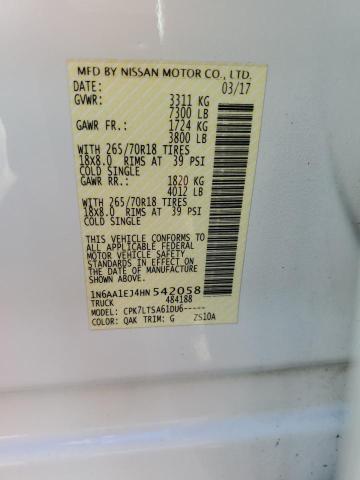 MFD BY NISSAN MOTOR CO., LTD.
DATE: 03/17
GVWR: 3311 KG
7300 LB
GAWR FR.: 1724 KG
3800 LB
WITH 265/70R18 TIRES
18x8.0 RIMS AT 39 PSI
COLD SINGLE
GAWR RR.: 1820 KG
4012 LB
WITH 265/70R18 TIRES
18x8.0 RIMS AT 39 PSI
COLD SINGLE
THIS VEHICLE CONFORMS TO
ALL APPLICABLE FEDERAL
MOTOR VEHICLE SAFETY
STANDARDS IN EFFECT ON
THE DATE OF MANUFACTURE
SHOWN ABOVE.
1N6AA1EJ4HN542058
TRUCK 484188
MODEL: CPK7LTSA61DU6-----
COLOR: QAK TRIM: G ZS10A